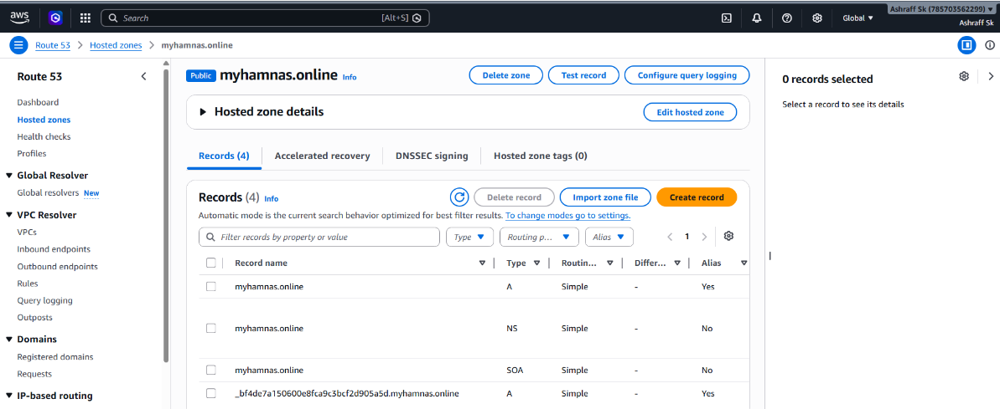 aws
Search [Alt+S]
Global
Ashraff Sk (785703562299)
Ashraff Sk
Route 53 Hosted zones myhamnas.online
Route 53
Dashboard
Hosted zones
Health checks
Profiles
Global Resolver
Global resolvers New
VPC Resolver
VPCs
Inbound endpoints
Outbound endpoints
Rules
Query logging
Outposts
Domains
Registered domains
Requests
IP-based routing
Public myhamnas.online Info
Delete zone Test record Configure query logging
Hosted zone details
Edit hosted zone
Records (4) Accelerated recovery DNSSEC signing Hosted zone tags (0)
Records (4) Info
Delete record Import zone file Create record
Automatic mode is the current search behavior optimized for best filter results. To change modes go to settings.
Filter records by property or value Type Routing p... Alias 1
Record name Type Routin... Differ... Alias
myhamnas.online A Simple - Yes
myhamnas.online NS Simple - No
myhamnas.online SOA Simple - No
_bf4de7a150600e8fca9c3bcf2d905a5d.myhamnas.online A Simple - Yes
0 records selected
Select a record to see its details